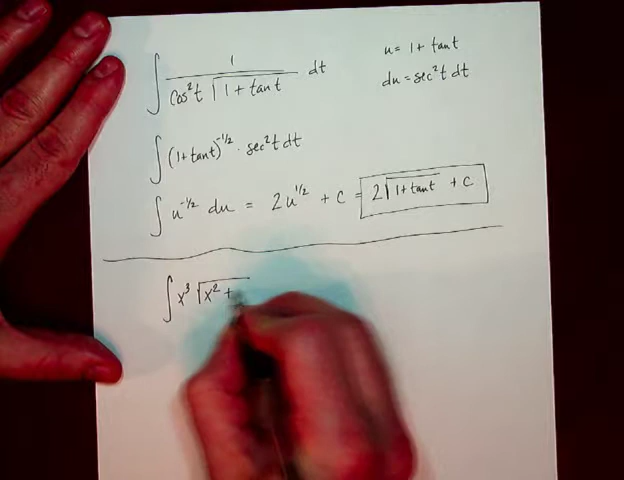 ∫ 1/(cos²t √(1 + tan t)) dt    u = 1 + tan t
du = sec²t dt
∫ (1+tan t)^(-1/2) · sec²t dt
∫ u^(-1/2) du = 2u^(1/2) + c = 2√(1+tan t) + c
∫ x³ √(x² +